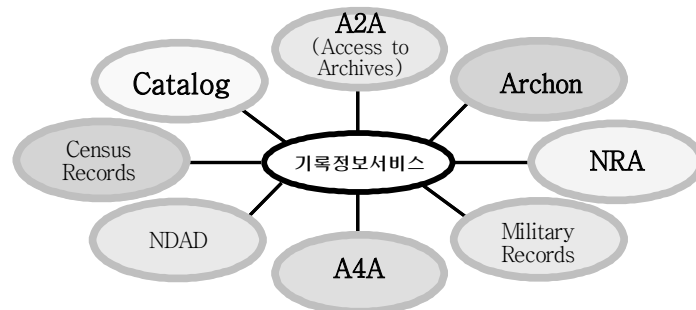 A2A
(Access to
Archives)
Catalog
Archon
Census
Records
기록정보서비스
NRA
NDAD
A4A
Military
Records